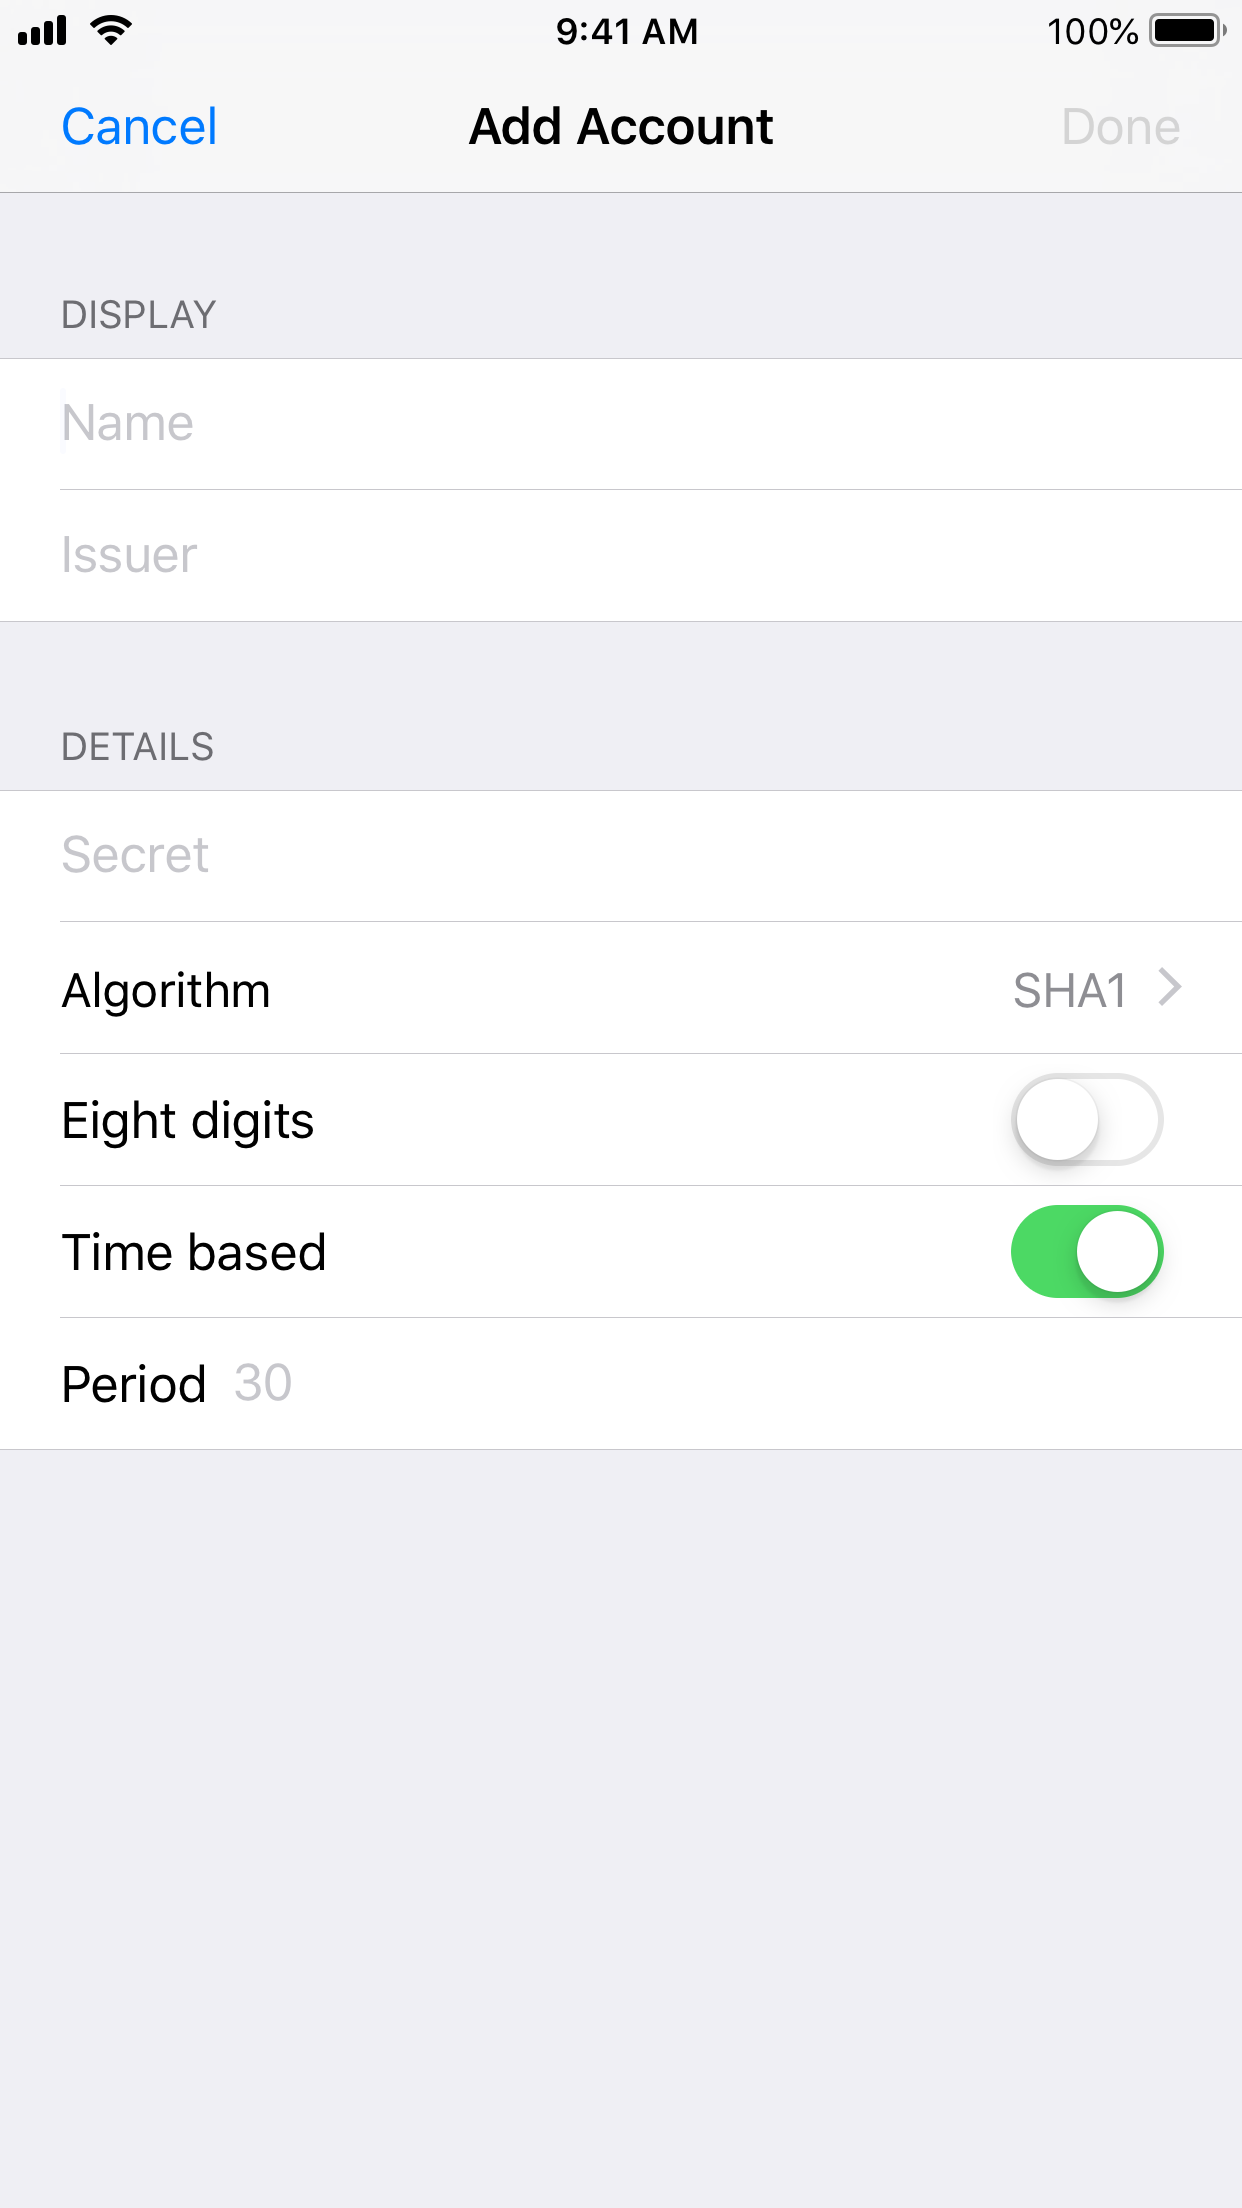 9:41 AM 100%
Cancel Add Account Done
DISPLAY
Name
Issuer
DETAILS
Secret
Algorithm SHA1
Eight digits
Time based
Period 30